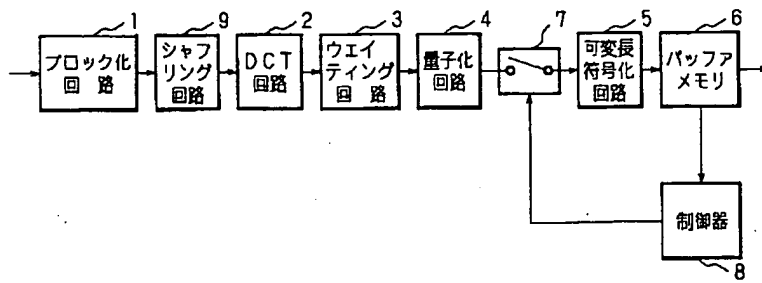 1
ブロック化
回 路
9
シャフ
リング
回路
2
DCT
回路
3
ウエイ
ティング
回 路
4
量子化
回路
7
5
可変長
符号化
回路
6
バッファ
メモリ
制御器
8